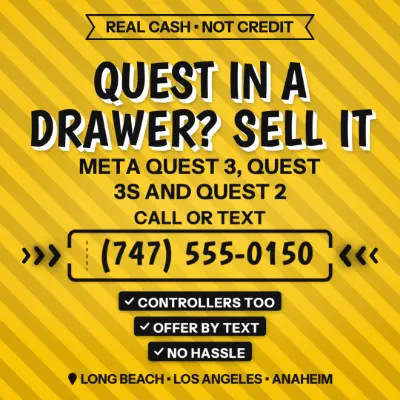 REAL CASH • NOT CREDIT
QUEST IN A
DRAWER? SELL IT
META QUEST 3, QUEST
3S AND QUEST 2
CALL OR TEXT
(747) 555-0150
CONTROLLERS TOO
OFFER BY TEXT
NO HASSLE
LONG BEACH • LOS ANGELES • ANAHEIM